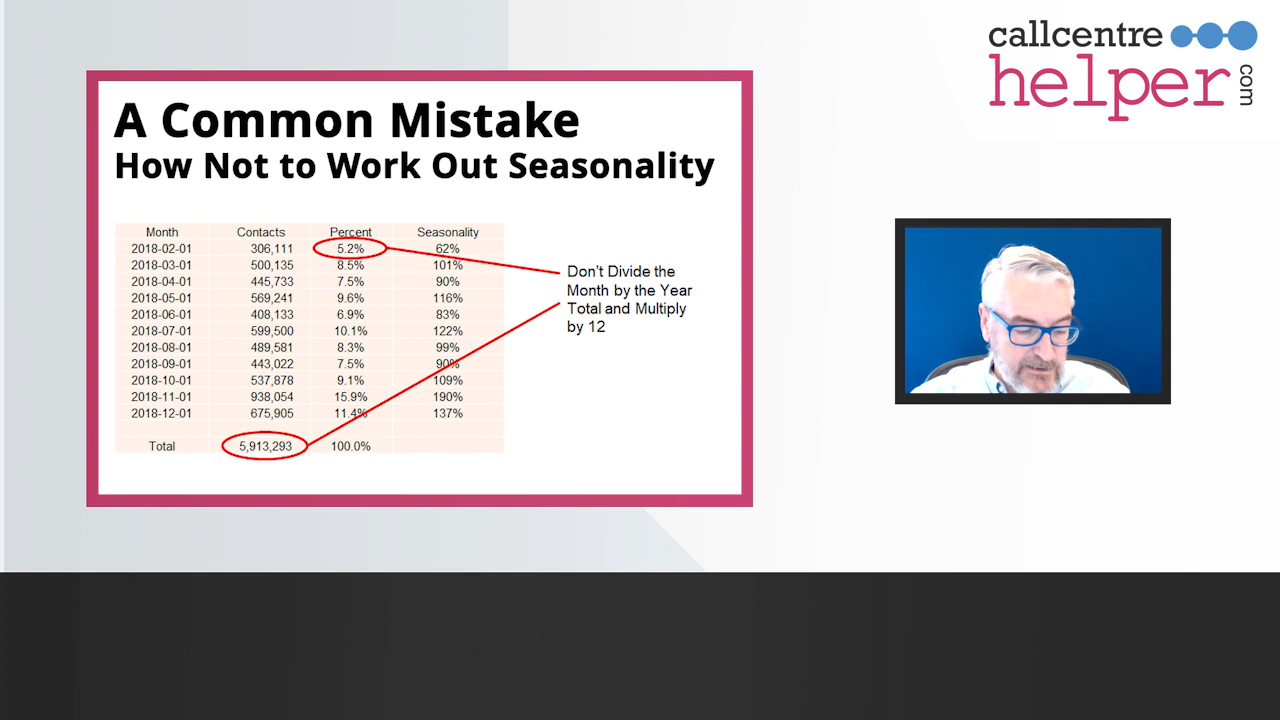 callcentre
helper
com
A Common Mistake
How Not to Work Out Seasonality
Month Contacts Percent Seasonality
2018-02-01 306,111 5.2% 62%
2018-03-01 500,135 8.5% 101%
2018-04-01 445,733 7.5% 90%
2018-05-01 569,241 9.6% 116%
2018-06-01 408,133 6.9% 83%
2018-07-01 599,500 10.1% 122%
2018-08-01 489,581 8.3% 99%
2018-09-01 443,022 7.5% 90%
2018-10-01 537,878 9.1% 109%
2018-11-01 938,054 15.9% 190%
2018-12-01 675,905 11.4% 137%
Total 5,913,293 100.0%
Don't Divide the
Month by the Year
Total and Multiply
by 12